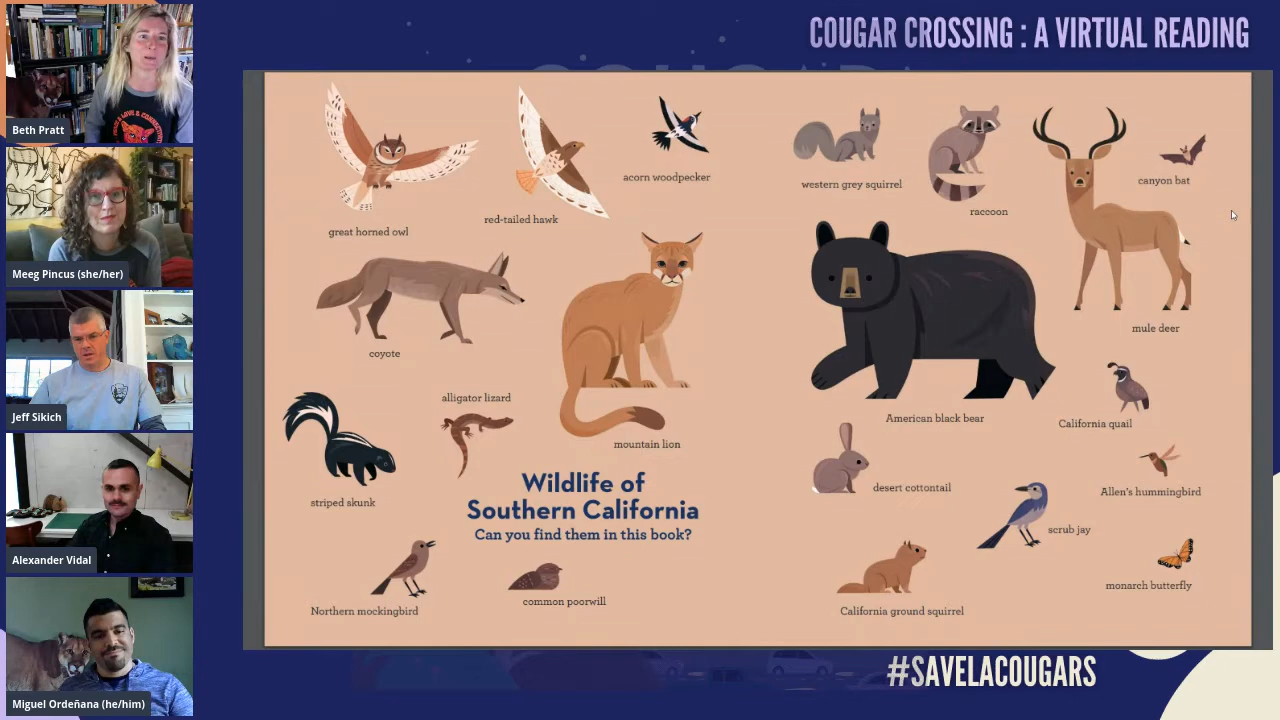 COUGAR CROSSING : A VIRTUAL READING
Beth Pratt
Meeg Pincus (she/her)
Jeff Sikich
Alexander Vidal
Miguel Ordeñana (he/him)
great horned owl
red-tailed hawk
acorn woodpecker
western grey squirrel
raccoon
canyon bat
coyote
mule deer
alligator lizard
mountain lion
American black bear
California quail
striped skunk
desert cottontail
Allen's hummingbird
scrub jay
Wildlife of
Southern California
Can you find them in this book?
Northern mockingbird
common poorwill
California ground squirrel
monarch butterfly
#SAVELACOUGARS